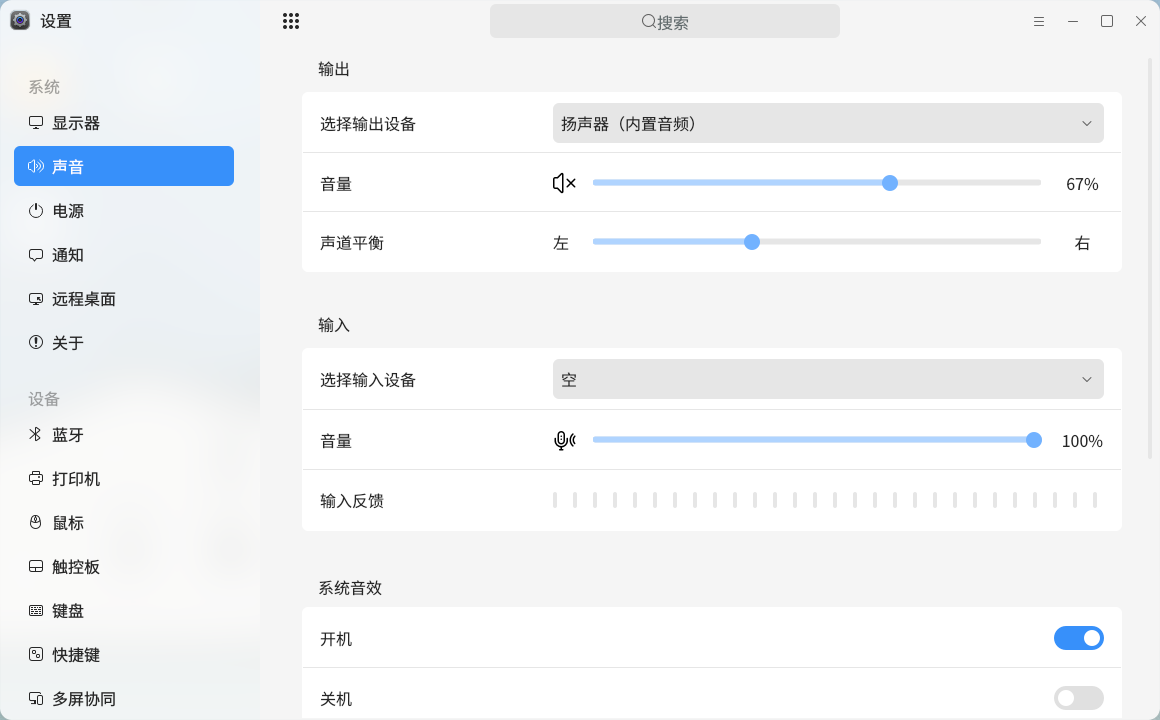 设置
搜索
系统
显示器
声音
电源
通知
远程桌面
关于
设备
蓝牙
打印机
鼠标
触控板
键盘
快捷键
多屏协同
输出
选择输出设备
扬声器（内置音频）
音量
67%
声道平衡
左
右
输入
选择输入设备
空
音量
100%
输入反馈
系统音效
开机
关机